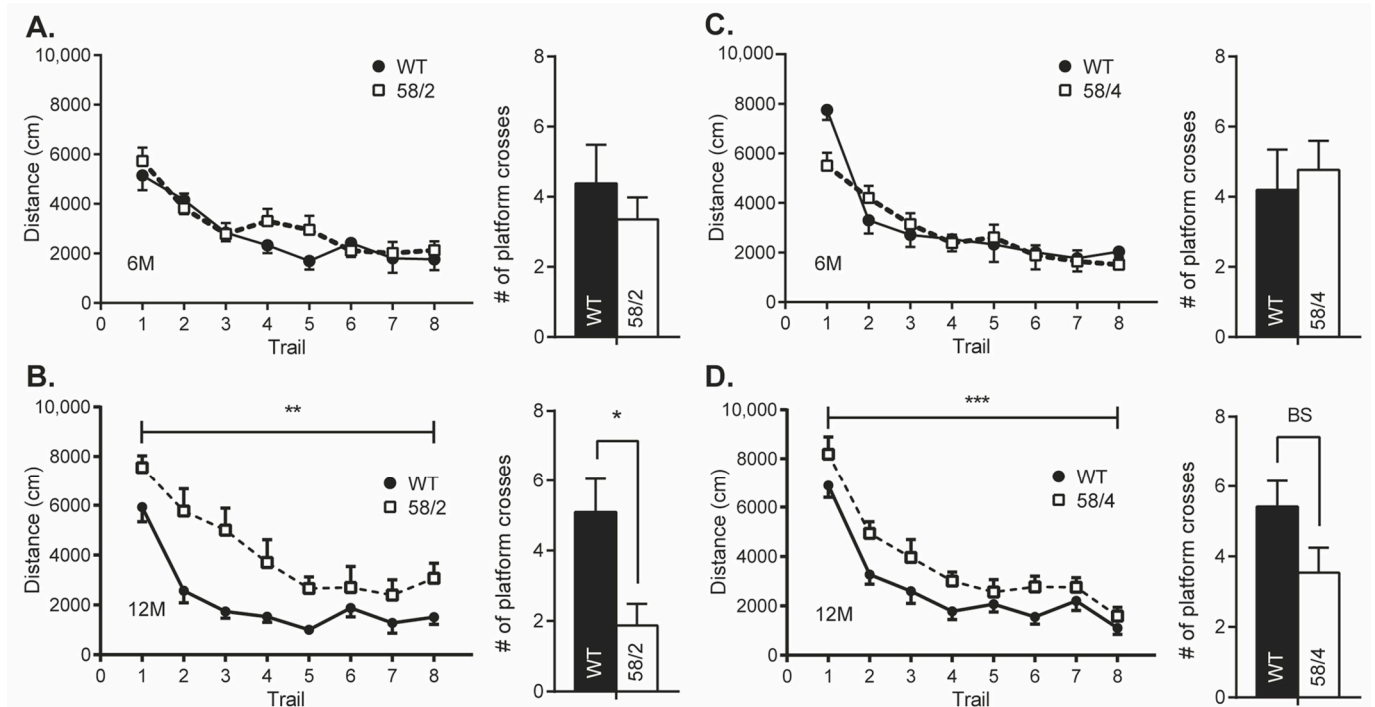 A.
10,000
8000
6000
4000
2000
0
Distance (cm)
WT
58/2
6M
0 1 2 3 4 5 6 7 8
Trail
8
6
4
2
0
# of platform crosses
WT
58/2
C.
10,000
8000
6000
4000
2000
0
Distance (cm)
WT
58/4
6M
0 1 2 3 4 5 6 7 8
Trail
8
6
4
2
0
# of platform crosses
WT
58/4
B.
10,000
8000
6000
4000
2000
0
Distance (cm)
**
WT
58/2
12M
0 1 2 3 4 5 6 7 8
Trail
8
6
4
2
0
# of platform crosses
*
WT
58/2
D.
10,000
8000
6000
4000
2000
0
Distance (cm)
***
WT
58/4
12M
0 1 2 3 4 5 6 7 8
Trail
8
6
4
2
0
# of platform crosses
BS
WT
58/4